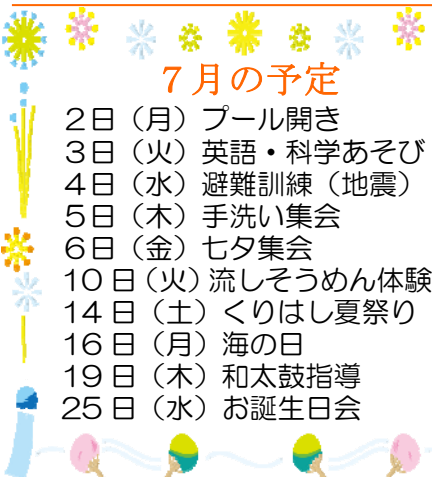 ７月の予定
２日（月）プール開き
３日（火）英語・科学あそび
４日（水）避難訓練（地震）
５日（木）手洗い集会
６日（金）七夕集会
10日（火）流しそうめん体験
14日（土）くりはし夏祭り
16日（月）海の日
19日（木）和太鼓指導
25日（水）お誕生日会